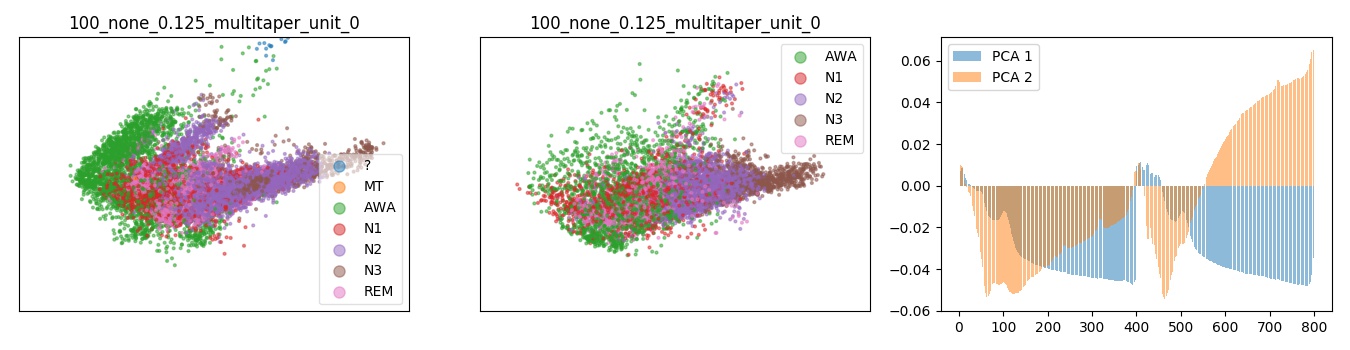 100_none_0.125_multitaper_unit_0
?
MT
AWA
N1
N2
N3
REM
100_none_0.125_multitaper_unit_0
AWA
N1
N2
N3
REM
PCA 1
PCA 2
0.06
0.04
0.02
0.00
−0.02
−0.04
−0.06
0 100 200 300 400 500 600 700 800